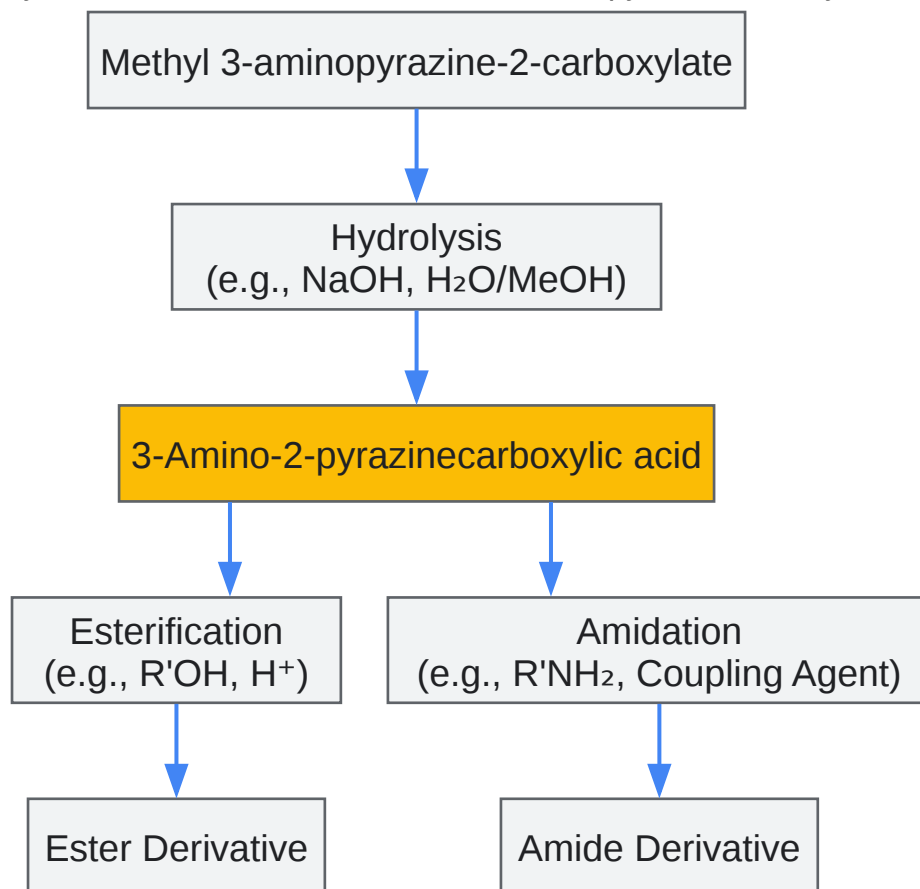 Methyl 3-aminopyrazine-2-carboxylate
Hydrolysis
(e.g., NaOH, H₂O/MeOH)
3-Amino-2-pyrazinecarboxylic acid
Esterification
(e.g., R'OH, H⁺)
Amidation
(e.g., R'NH₂, Coupling Agent)
Ester Derivative
Amide Derivative